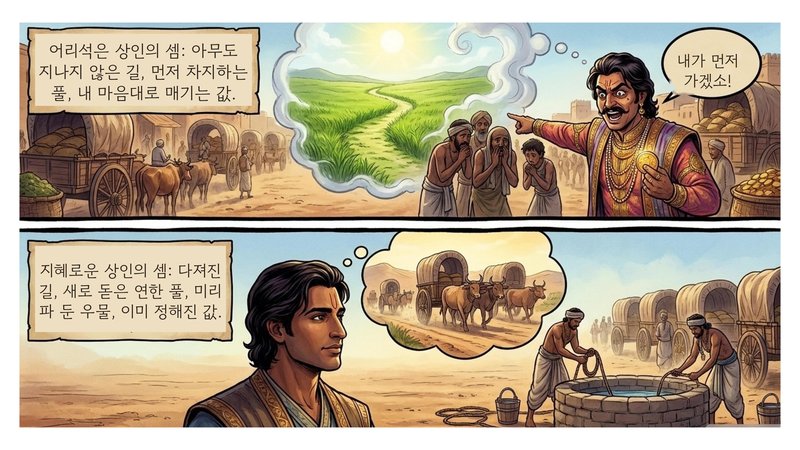 어리석은 상인의 셈: 아무도
지나지 않은 길, 먼저 차지하는
풀, 내 마음대로 매기는 값.
내가 먼저
가겠소!
지혜로운 상인의 셈: 다져진
길, 새로 돋은 연한 풀, 미리
파 둔 우물, 이미 정해진 값.